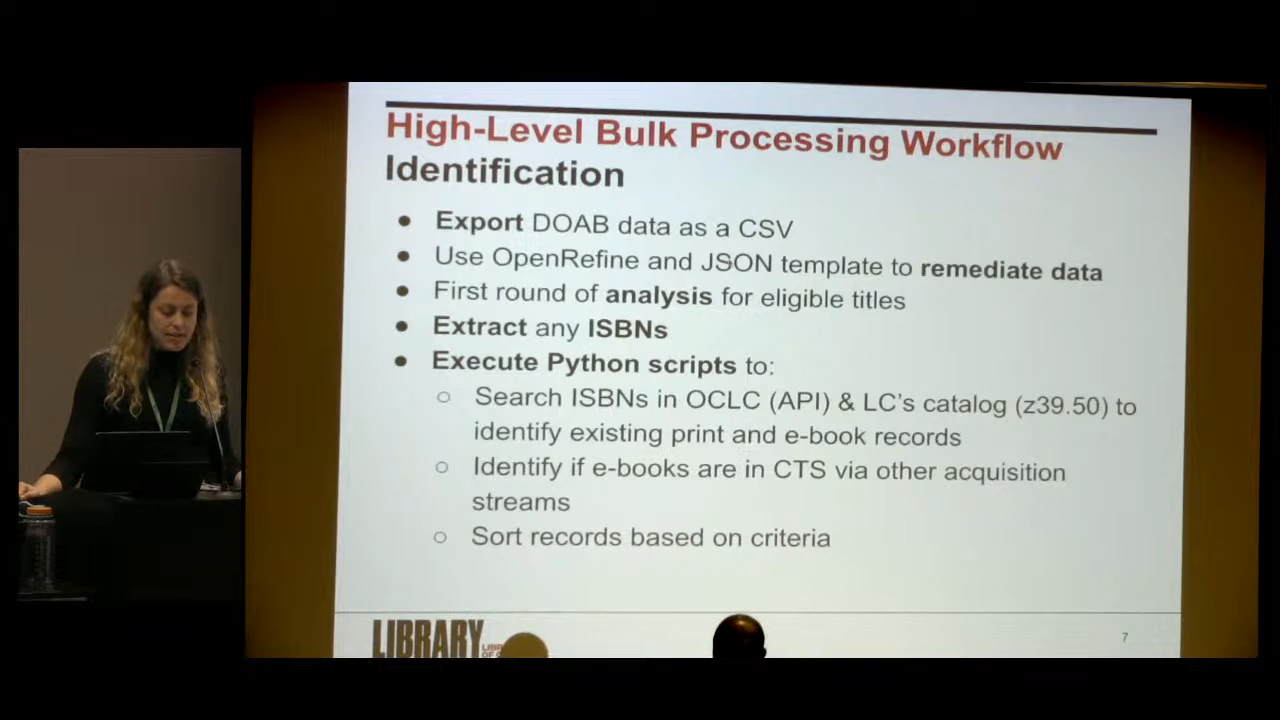 High-Level Bulk Processing Workflow
Identification
● Export DOAB data as a CSV
● Use OpenRefine and JSON template to remediate data
● First round of analysis for eligible titles
● Extract any ISBNs
● Execute Python scripts to:
○ Search ISBNs in OCLC (API) & LC's catalog (z39.50) to
identify existing print and e-book records
○ Identify if e-books are in CTS via other acquisition
streams
○ Sort records based on criteria
LIBRARY
7